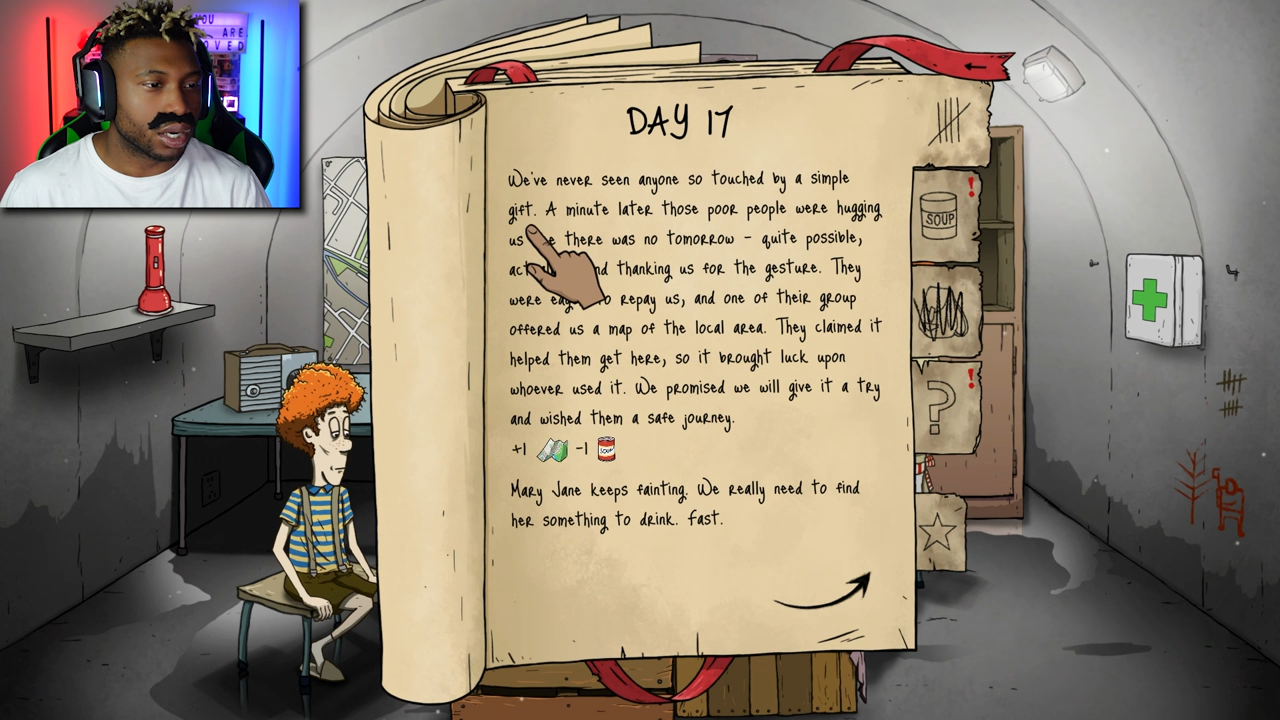 YOU
ARE
OVED
DAY 17
We've never seen anyone so touched by a simple
gift. A minute later those poor people were hugging
us there was no tomorrow - quite possible,
thanking us for the gesture. They
were repay us, and one of their group
offered us a map of the local area. They claimed it
helped them get here, so it brought luck upon
whoever used it. We promised we will give it a try
and wished them a safe journey.
+1 -1 SOUP
Mary Jane keeps fainting. We really need to find
her something to drink. Fast.
!
SOUP
!
?